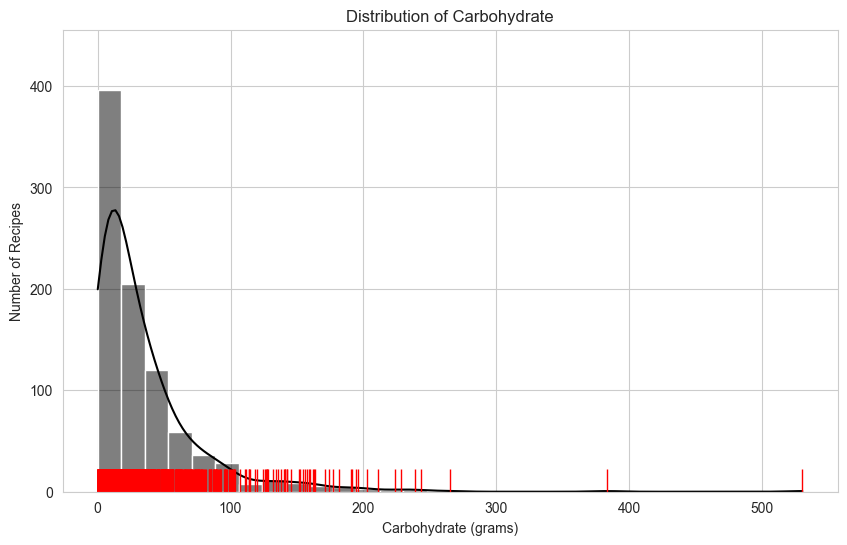 Distribution of Carbohydrate
Number of Recipes
400
300
200
100
0
0 100 200 300 400 500
Carbohydrate (grams)